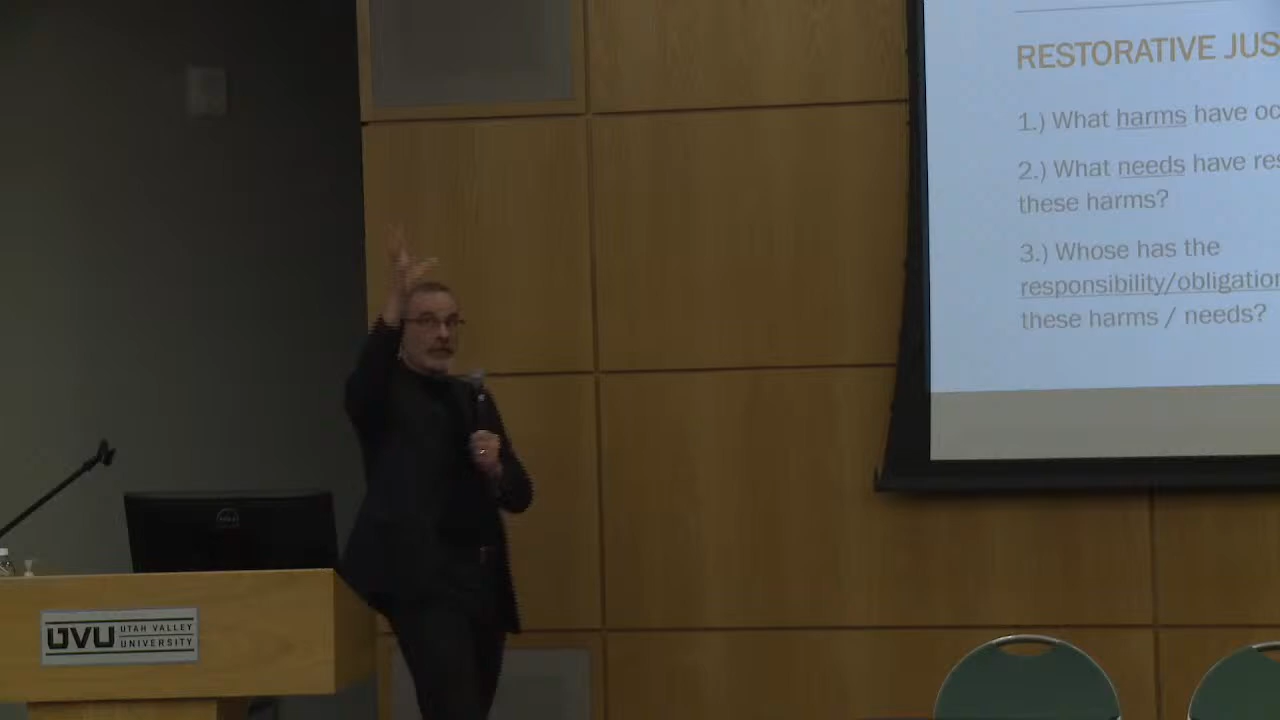 RESTORATIVE JUS
1.) What harms have oc
2.) What needs have res
these harms?
3.) Whose has the
responsibility/obligation
these harms / needs?
DELL
UVU UTAH VALLEY
UNIVERSITY